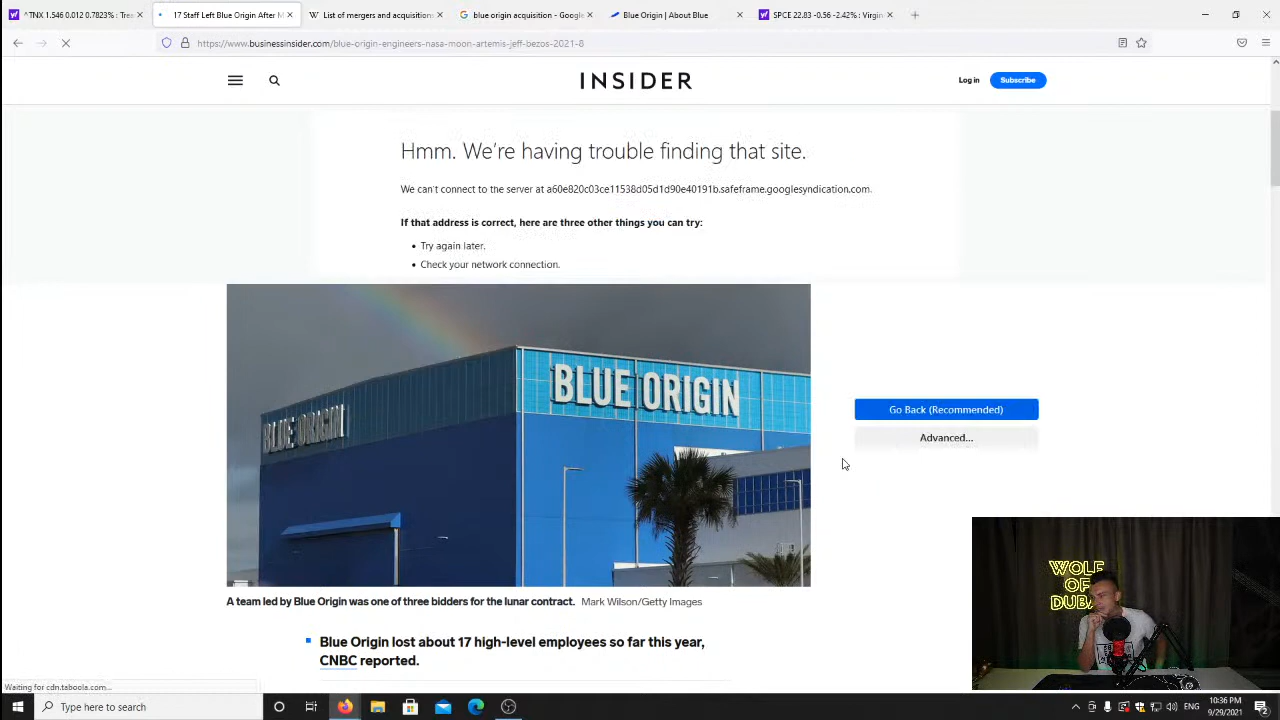 ^TNX 1.546 0.012 0.7823% : T
17 Staff Left Blue Origin After M
List of mergers and acquisitions
blue origin acquisition - Google
Blue Origin | About Blue
SPCE 22.83 -0.56 -2.42% : Virgin
https://www.businessinsider.com/blue-origin-engineers-nasa-moon-artemis-jeff-bezos-2021-8
INSIDER
Log in
Subscribe
Hmm. We're having trouble finding that site.
We can't connect to the server at a60e820c03ce11538d05d1d90e40191b.safeframe.googlesyndication.com.
If that address is correct, here are three other things you can try:
Try again later.
Check your network connection.
BLUE ORIGIN
BLUE ORIGIN
Go Back (Recommended)
Advanced...
A team led by Blue Origin was one of three bidders for the lunar contract. Mark Wilson/Getty Images
WOLF
OF
DUBA
Blue Origin lost about 17 high-level employees so far this year,
CNBC reported.
Waiting for cdn.taboola.com...
Type here to search
10:36 PM
9/29/2021
2